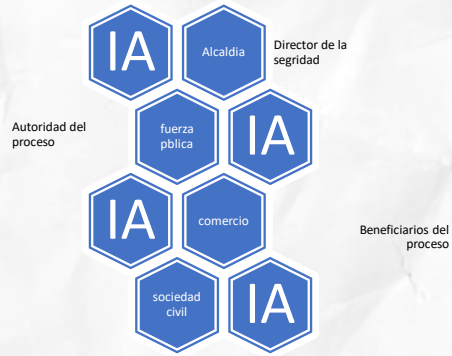 IA
Alcaldia
Director de la
segridad
Autoridad del
proceso
fuerza
pblica
IA
IA
comercio
Beneficiarios del
proceso
sociedad
civil
IA